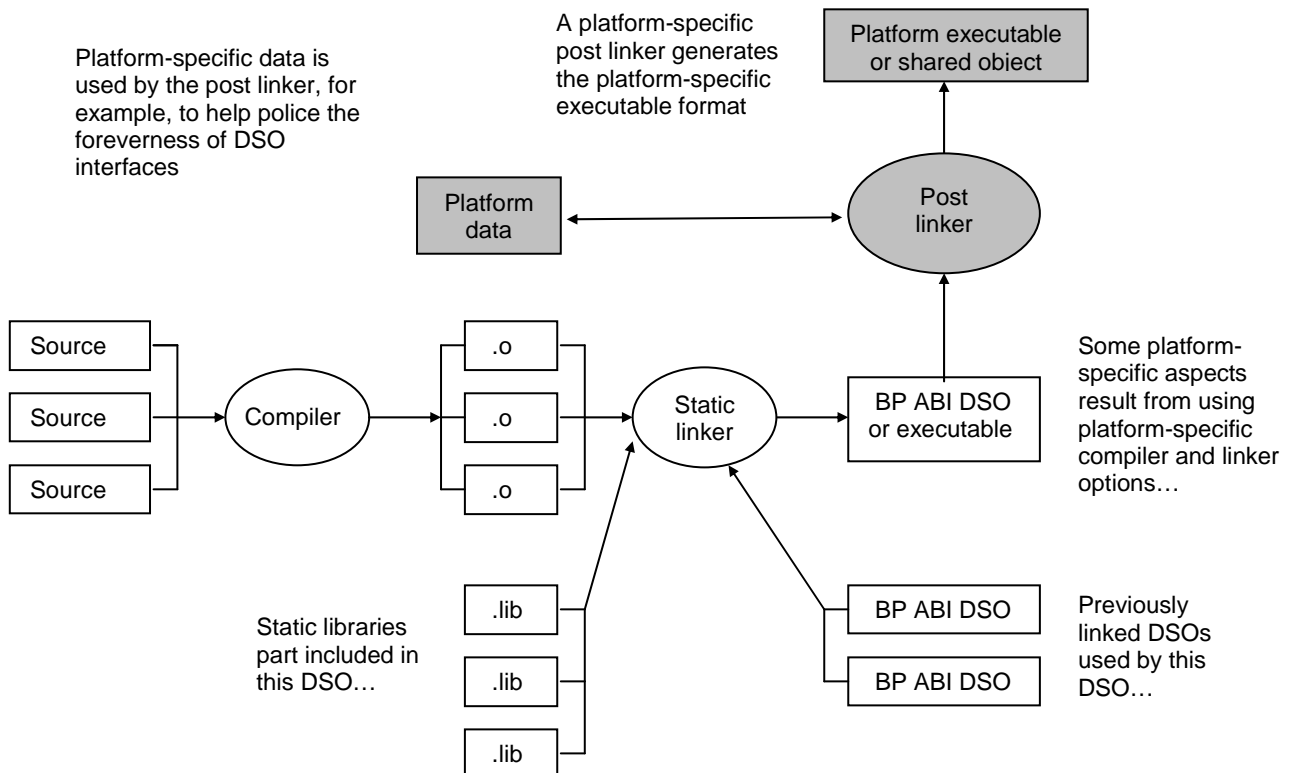 Platform-specific data is
used by the post linker, for
example, to help police the
foreverness of DSO
interfaces
A platform-specific
post linker generates
the platform-specific
executable format
Platform executable
or shared object
Platform
data
Post
linker
Source
Source
Source
Compiler
.o
.o
.o
Static
linker
BP ABI DSO
or executable
Some platform-
specific aspects
result from using
platform-specific
compiler and linker
options…
Static libraries
part included in
this DSO…
.lib
.lib
.lib
BP ABI DSO
BP ABI DSO
Previously
linked DSOs
used by this
DSO…